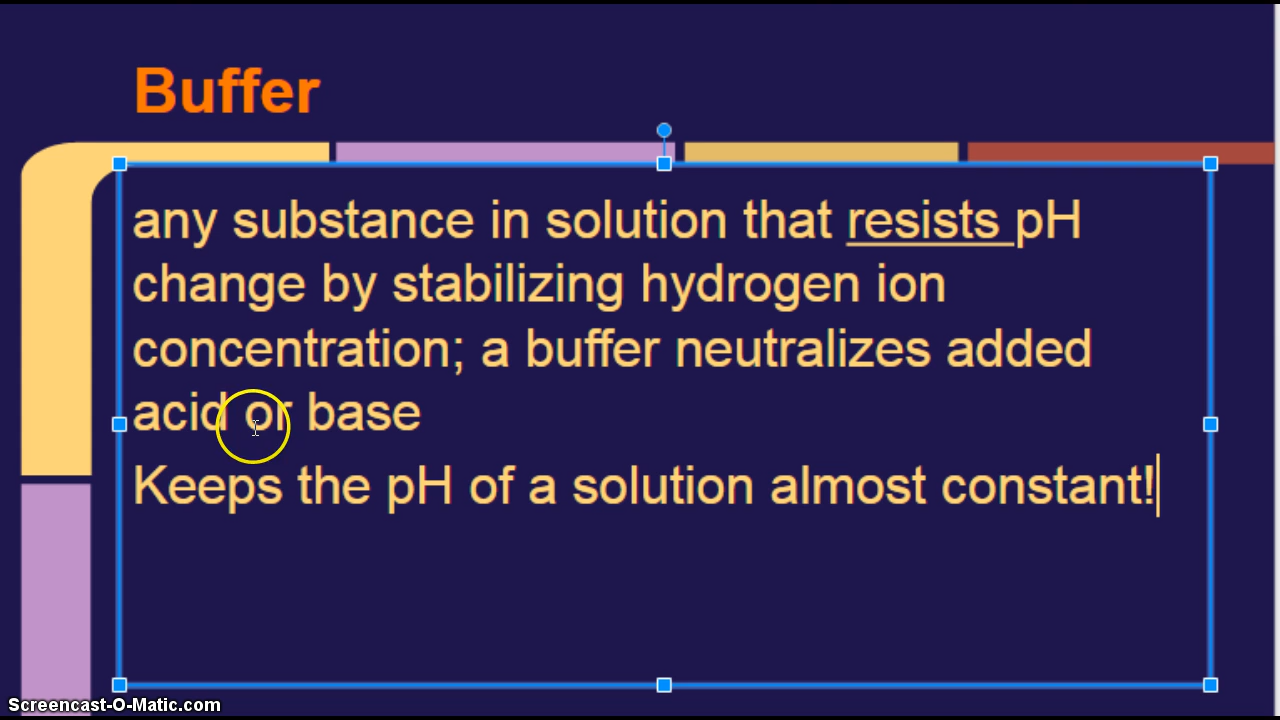 Buffer
any substance in solution that resists pH
change by stabilizing hydrogen ion
concentration; a buffer neutralizes added
acid or base
Keeps the pH of a solution almost constant!
Screencast-O-Matic.com